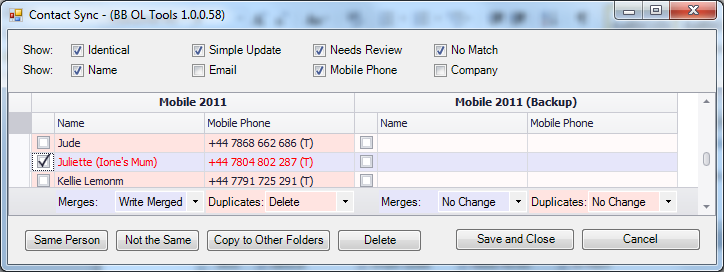 Contact Sync - (BB OL Tools 1.0.0.58)
Show: Identical Simple Update Needs Review No Match
Show: Name Email Mobile Phone Company
Mobile 2011 Mobile 2011 (Backup)
Name Mobile Phone Name Mobile Phone
Jude +44 7868 662 686 (T)
Juliette (Ione's Mum) +44 7804 802 287 (T)
Kellie Lemonm +44 7791 725 291 (T)
Merges: Write Merged Duplicates: Delete Merges: No Change Duplicates: No Change
Same Person Not the Same Copy to Other Folders Delete Save and Close Cancel